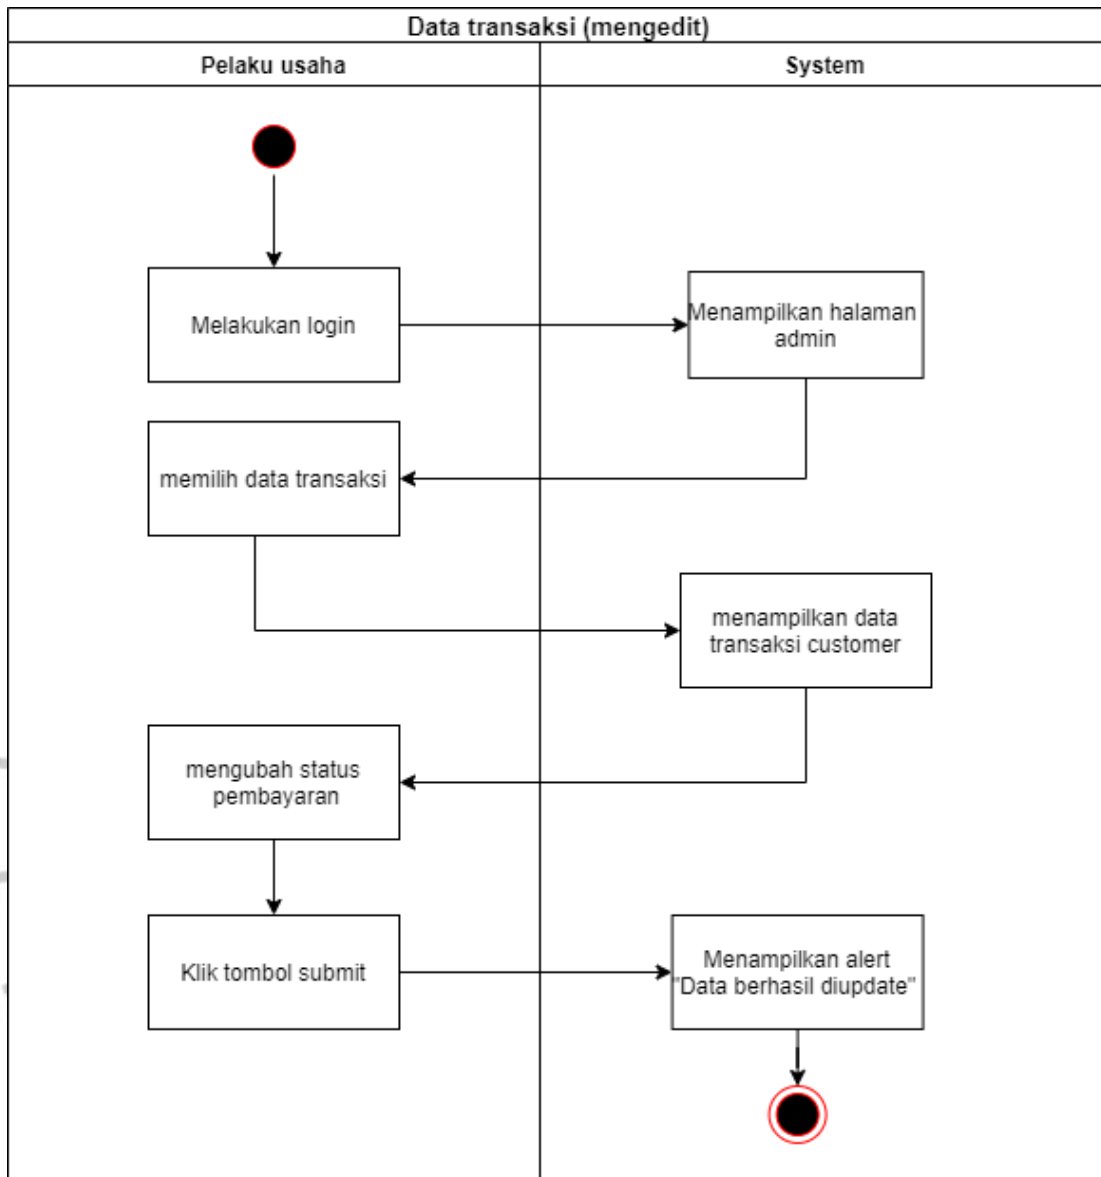 Data transaksi (mengedit)
Pelaku usaha
System
Melakukan login
Menampilkan halaman
admin
memilih data transaksi
menampilkan data
transaksi customer
mengubah status
pembayaran
Klik tombol submit
Menampilkan alert
"Data berhasil diupdate"